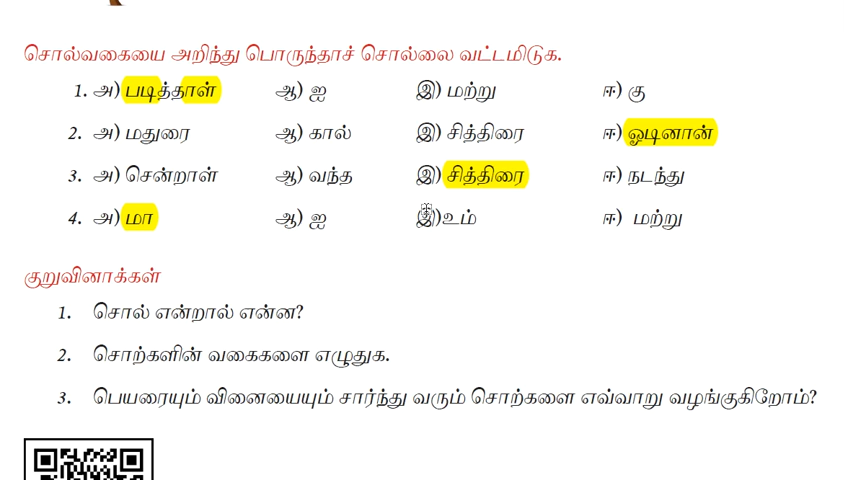 சொல்வகையை அறிந்து பொருந்தாச் சொல்லை வட்டமிடுக.
1. அ) படித்தாள் ஆ) ஐ இ) மற்று ஈ) கு
2. அ) மதுரை ஆ) கால் இ) சித்திரை ஈ) ஓடினான்
3. அ) சென்றாள் ஆ) வந்த இ) சித்திரை ஈ) நடந்து
4. அ) மா ஆ) ஐ இ)உம் ஈ) மற்று
குறுவினாக்கள்
1. சொல் என்றால் என்ன?
2. சொற்களின் வகைகளை எழுதுக.
3. பெயரையும் வினையையும் சார்ந்து வரும் சொற்களை எவ்வாறு வழங்குகிறோம்?